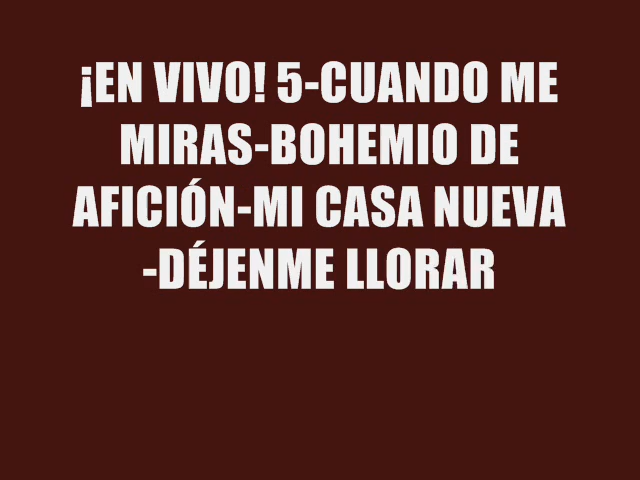 ¡EN VIVO! 5-CUANDO ME
MIRAS-BOHEMIO DE
AFICIÓN-MI CASA NUEVA
-DÉJENME LLORAR